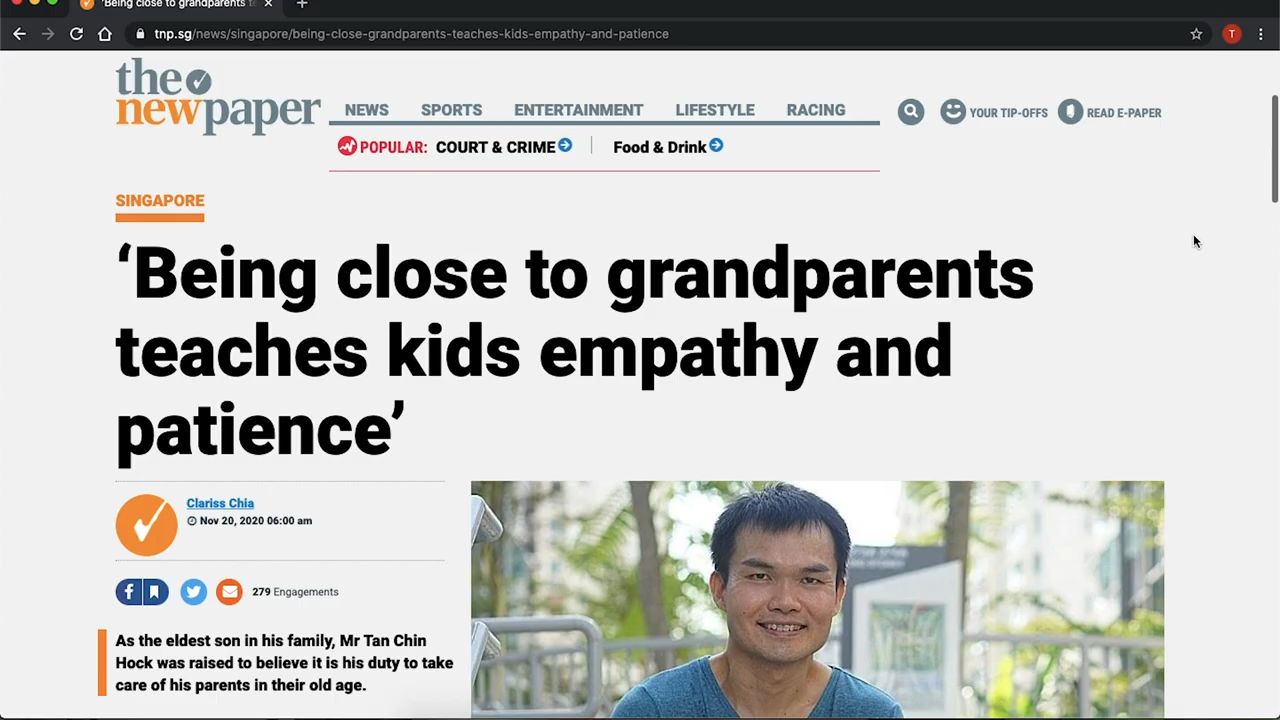 'Being close to grandparents te
tnp.sg/news/singapore/being-close-grandparents-teaches-kids-empathy-and-patience
T
the
newpaper
NEWS SPORTS ENTERTAINMENT LIFESTYLE RACING
YOUR TIP-OFFS READ E-PAPER
POPULAR: COURT & CRIME Food & Drink
SINGAPORE
‘Being close to grandparents
teaches kids empathy and
patience’
Clariss Chia
Nov 20, 2020 06:00 am
279 Engagements
As the eldest son in his family, Mr Tan Chin
Hock was raised to believe it is his duty to take
care of his parents in their old age.